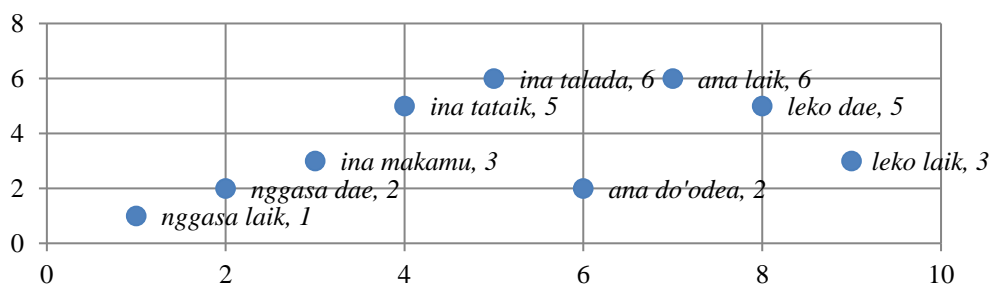 8
6
4
2
0
ina talada, 6
ana laik, 6
ina tataik, 5
leko dae, 5
ina makamu, 3
leko laik, 3
nggasa dae, 2
ana do'odea, 2
nggasa laik, 1
0 2 4 6 8 10